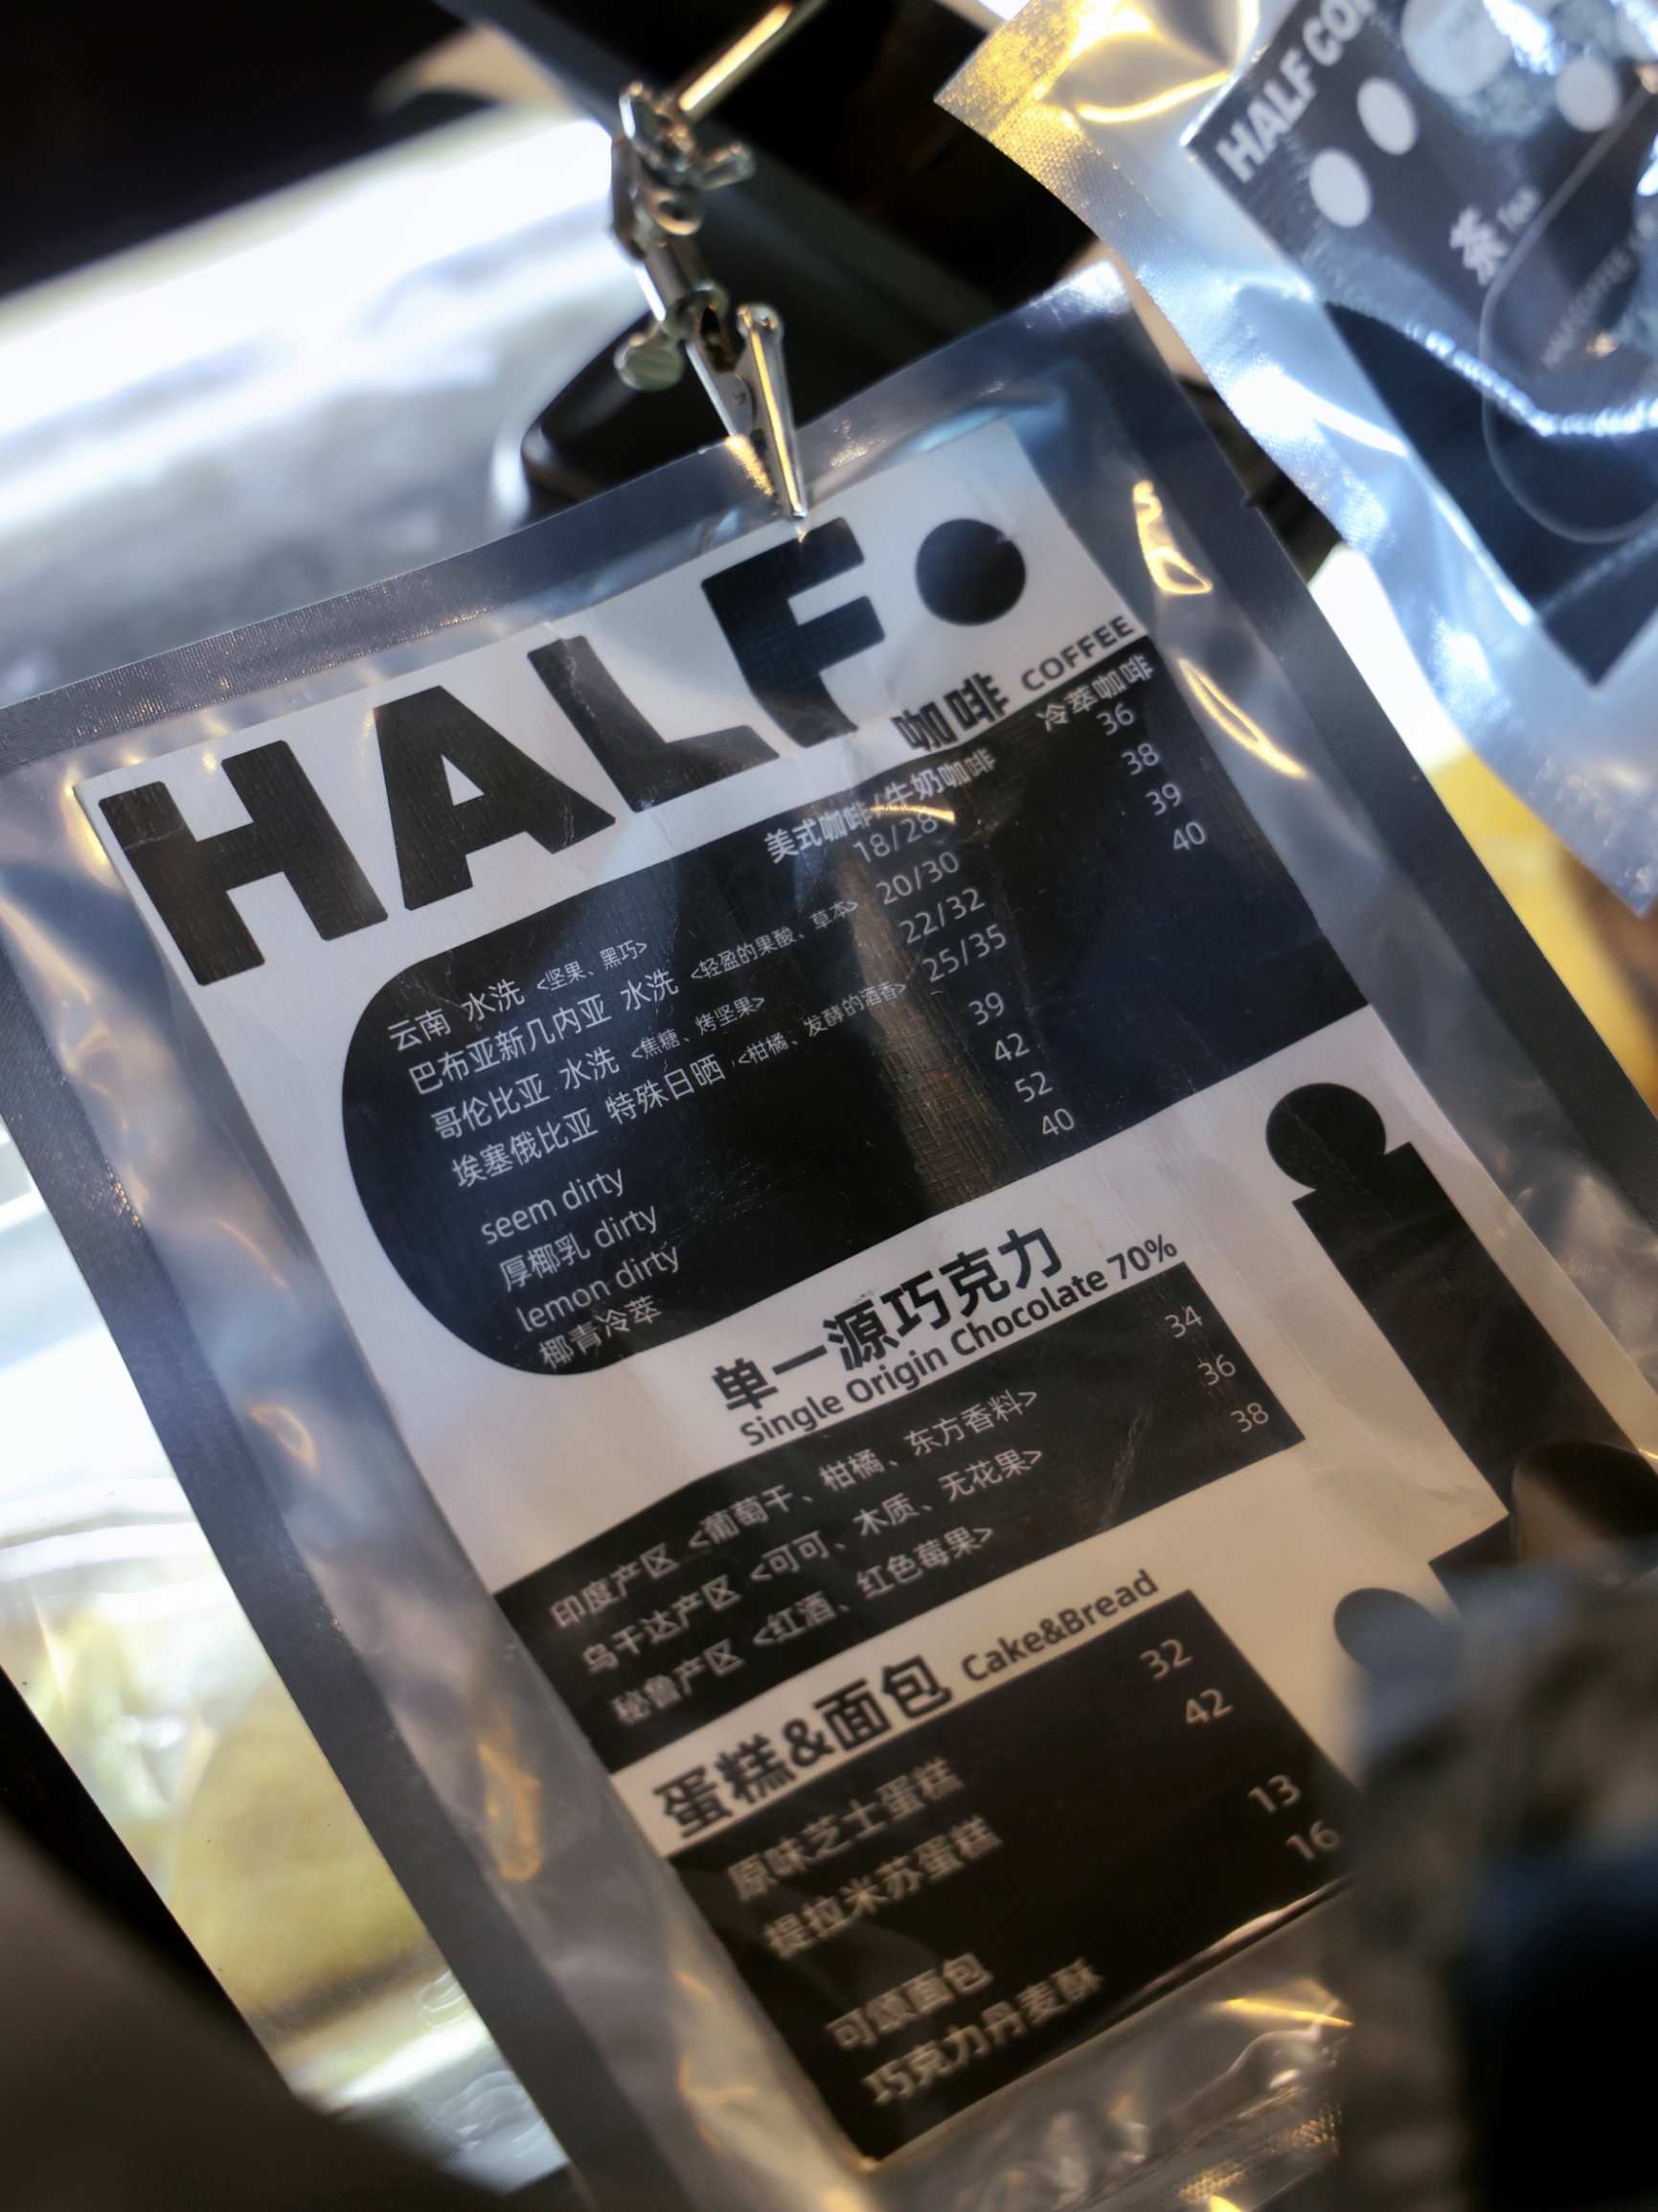 HALF
咖啡 COFFEE
美式咖啡/牛奶咖啡 冷萃咖啡
云南 水洗 <坚果、黑巧> 18/28 36
巴布亚新几内亚 水洗 <轻盈的果酸、草本> 20/30 38
哥伦比亚 水洗 <焦糖、烤坚果> 22/32 39
埃塞俄比亚 特殊日晒 <柑橘、发酵的酒香> 25/35 40
seem dirty 39
厚椰乳 dirty 42
lemon dirty 52
椰青冷萃 40
单一源巧克力
Single Origin Chocolate 70%
印度产区 <葡萄干、柑橘、东方香料> 34
乌干达产区 <可可、木质、无花果> 36
秘鲁产区 <红酒、红色莓果> 38
蛋糕&面包 Cake&Bread
原味芝士蛋糕 32
提拉米苏蛋糕 42
可颂面包 13
巧克力丹麦酥 16
HALF
茶 Tea